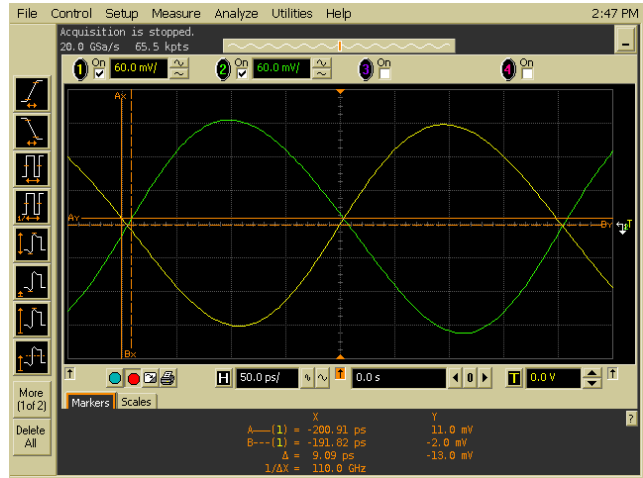 File Control Setup Measure Analyze Utilities Help 2:47 PM
Acquisition is stopped.
20.0 GSa/s 65.5 kpts
1 On 60.0 mV/ 2 On 60.0 mV/ 3 On 4 On
Ax
Ay By T
Bx
H 50.0 ps/ 0.0 s 0 T 0.0 V
More
(1 of 2)
Delete
All
Markers Scales ?
X Y
A—(1) = -200.91 ps 11.0 mV
B---(1) = -191.82 ps -2.0 mV
Δ = 9.09 ps -13.0 mV
1/ΔX = 110.0 GHz